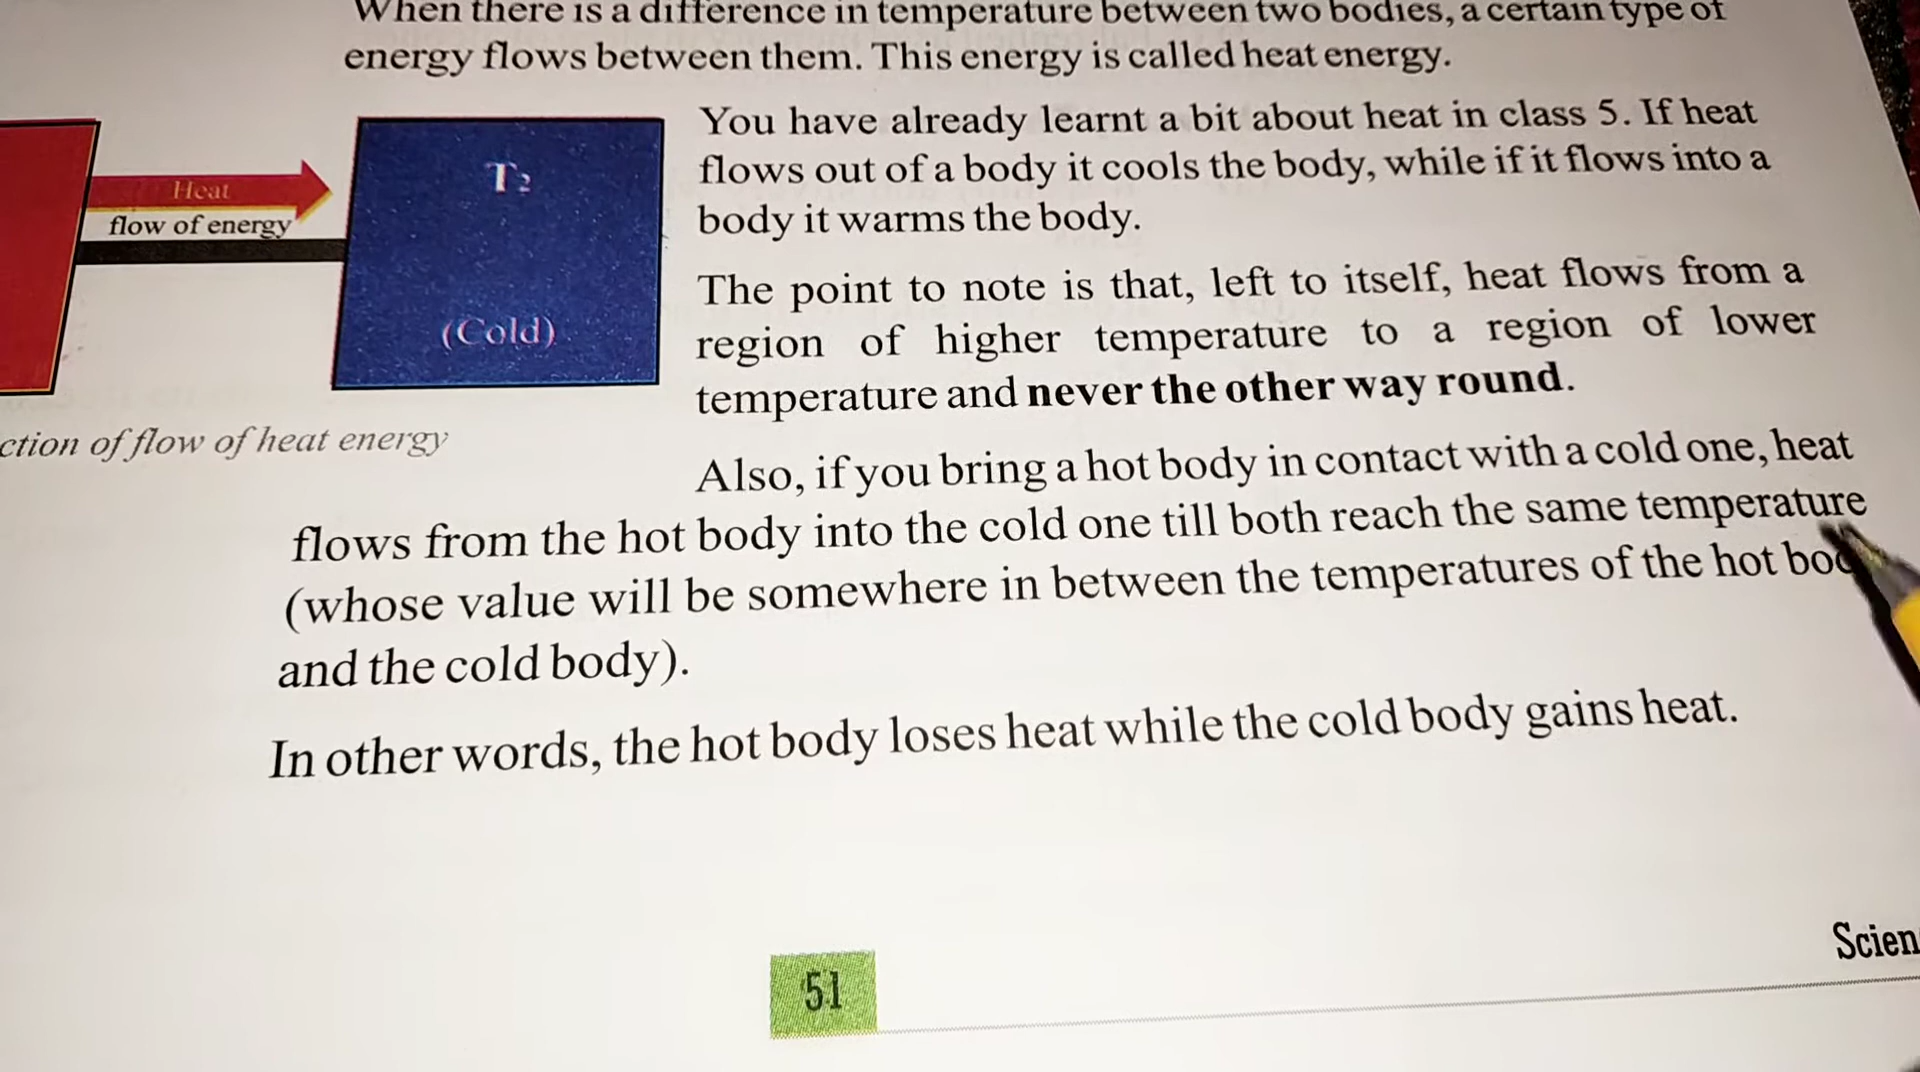 When there is a difference in temperature between two bodies, a certain type of
energy flows between them. This energy is called heat energy.
Heat
flow of energy
T2
(Cold)
ction of flow of heat energy
You have already learnt a bit about heat in class 5. If heat
flows out of a body it cools the body, while if it flows into a
body it warms the body.
The point to note is that, left to itself, heat flows from a
region of higher temperature to a region of lower
temperature and never the other way round.
Also, if you bring a hot body in contact with a cold one, heat
flows from the hot body into the cold one till both reach the same temperature
(whose value will be somewhere in between the temperatures of the hot bod
and the cold body).
In other words, the hot body loses heat while the cold body gains heat.
51
Scien